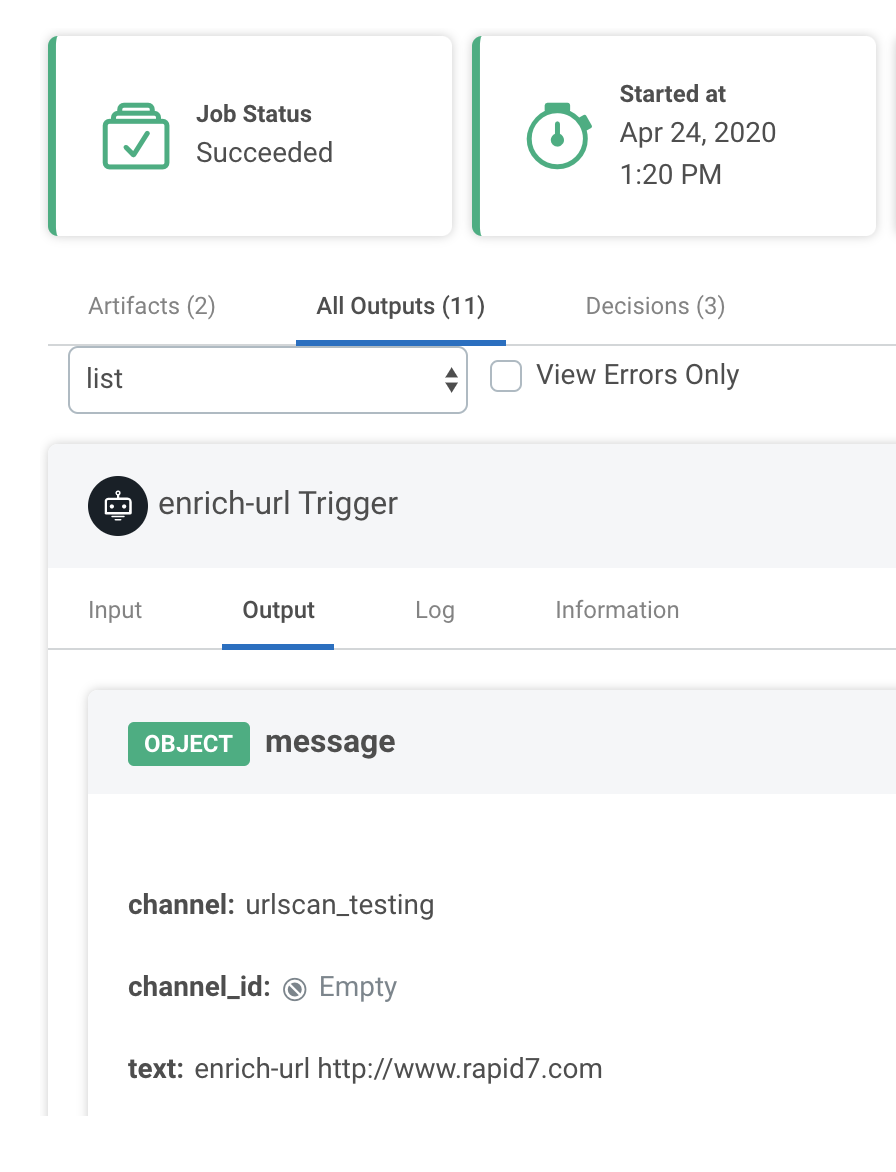 Job Status
Succeeded
Started at
Apr 24, 2020
1:20 PM
Artifacts (2)
All Outputs (11)
Decisions (3)
list
View Errors Only
enrich-url Trigger
Input
Output
Log
Information
OBJECT message
channel: urlscan_testing
channel_id: Empty
text: enrich-url http://www.rapid7.com